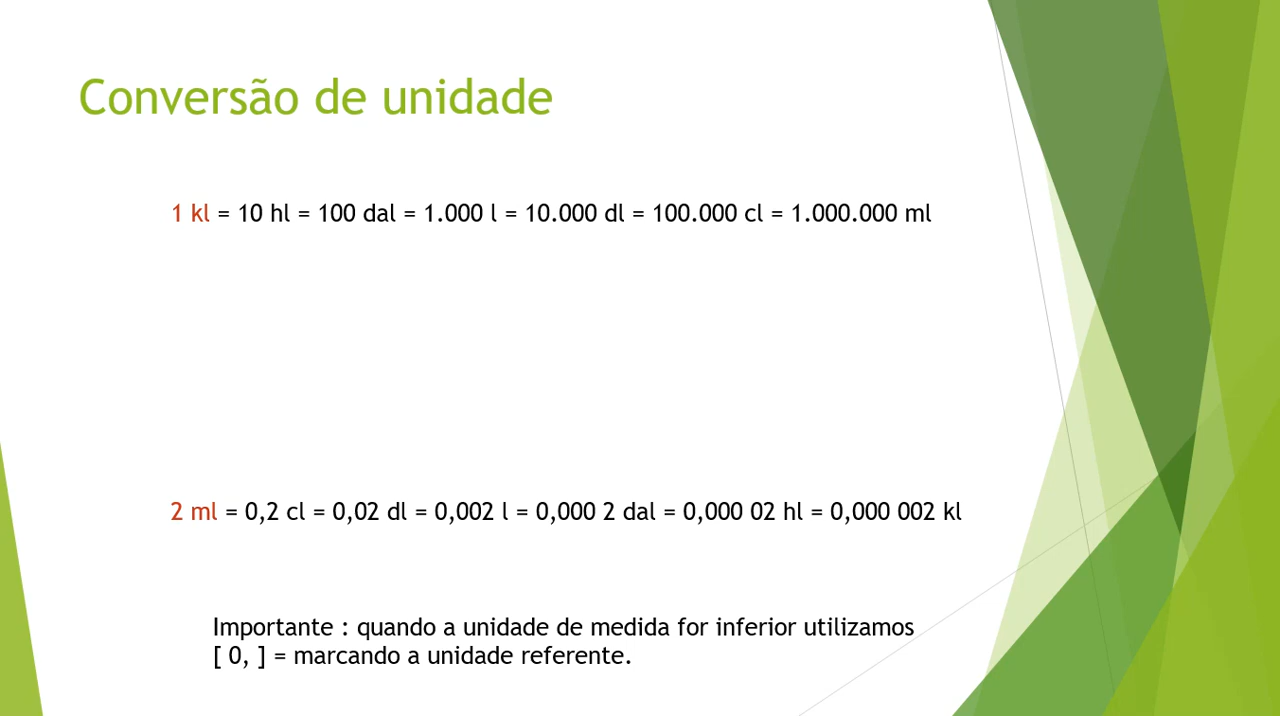 Conversão de unidade
1 kl = 10 hl = 100 dal = 1.000 l = 10.000 dl = 100.000 cl = 1.000.000 ml
2 ml = 0,2 cl = 0,02 dl = 0,002 l = 0,000 2 dal = 0,000 02 hl = 0,000 002 kl
Importante : quando a unidade de medida for inferior utilizamos
[ 0, ] = marcando a unidade referente.